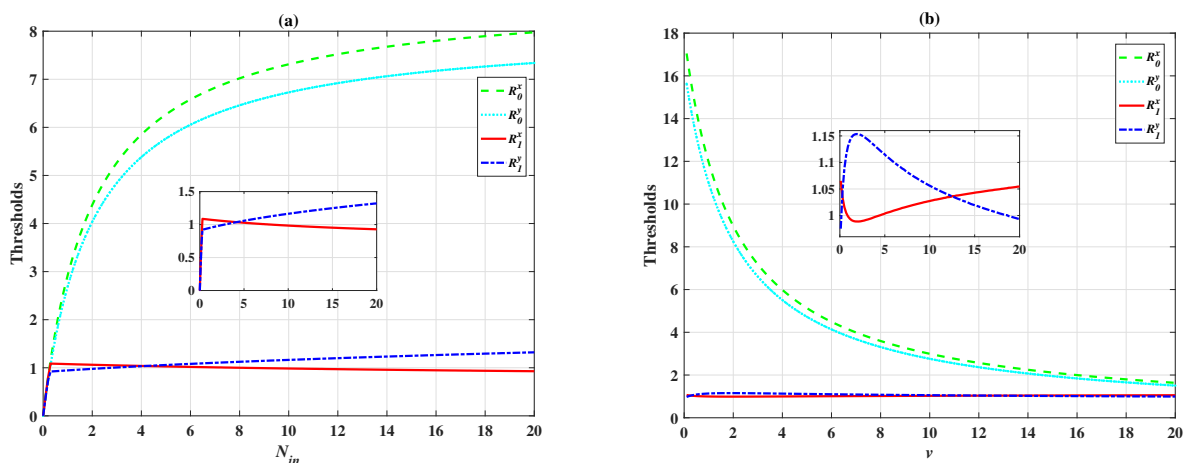 (a)
8
7
6
5
4
3
2
1
0
Thresholds
0 2 4 6 8 10 12 14 16 18 20
N_in
R_0^x
R_0^y
R_1^x
R_1^y
1.5
1
0.5
0
0 5 10 15 20
(b)
18
16
14
12
10
8
6
4
2
0
Thresholds
0 2 4 6 8 10 12 14 16 18 20
ν
R_0^x
R_0^y
R_1^x
R_1^y
1.15
1.1
1.05
1
0 5 10 15 20